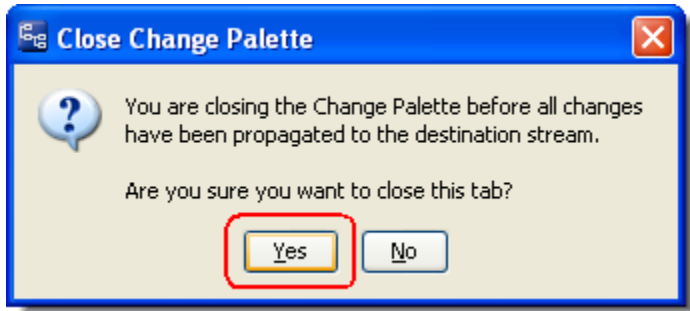 Close Change Palette
You are closing the Change Palette before all changes
have been propagated to the destination stream.
Are you sure you want to close this tab?
Yes No